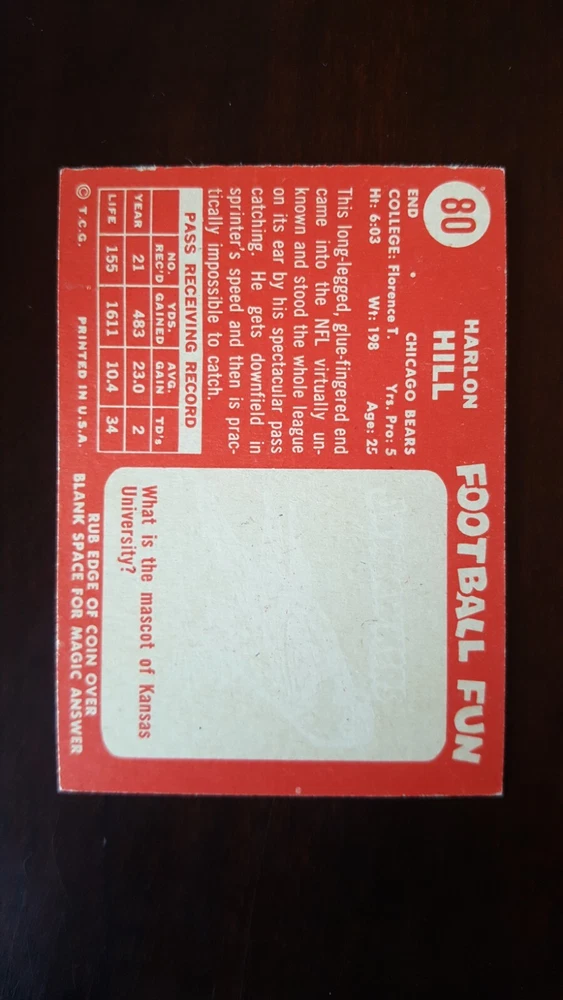 80
HARLON
HILL
END CHICAGO BEARS
COLLEGE: Florence T. Yrs. Pro: 5
Ht: 6:03 Wt: 198 Age: 25
This long-legged, glue-fingered end
came into the NFL virtually un-
known and stood the whole league
on its ear by his spectacular pass
catching. He gets downfield in
sprinter's speed and then is prac-
tically impossible to catch.
PASS RECEIVING RECORD
NO. REC'D YDS. GAINED AVG. GAIN TD's
YEAR 21 483 23.0 2
LIFE 155 1611 10.4 34
© T.C.G. PRINTED IN U.S.A.
FOOTBALL FUN
What is the mascot of Kansas
University?
RUB EDGE OF COIN OVER
BLANK SPACE FOR MAGIC ANSWER